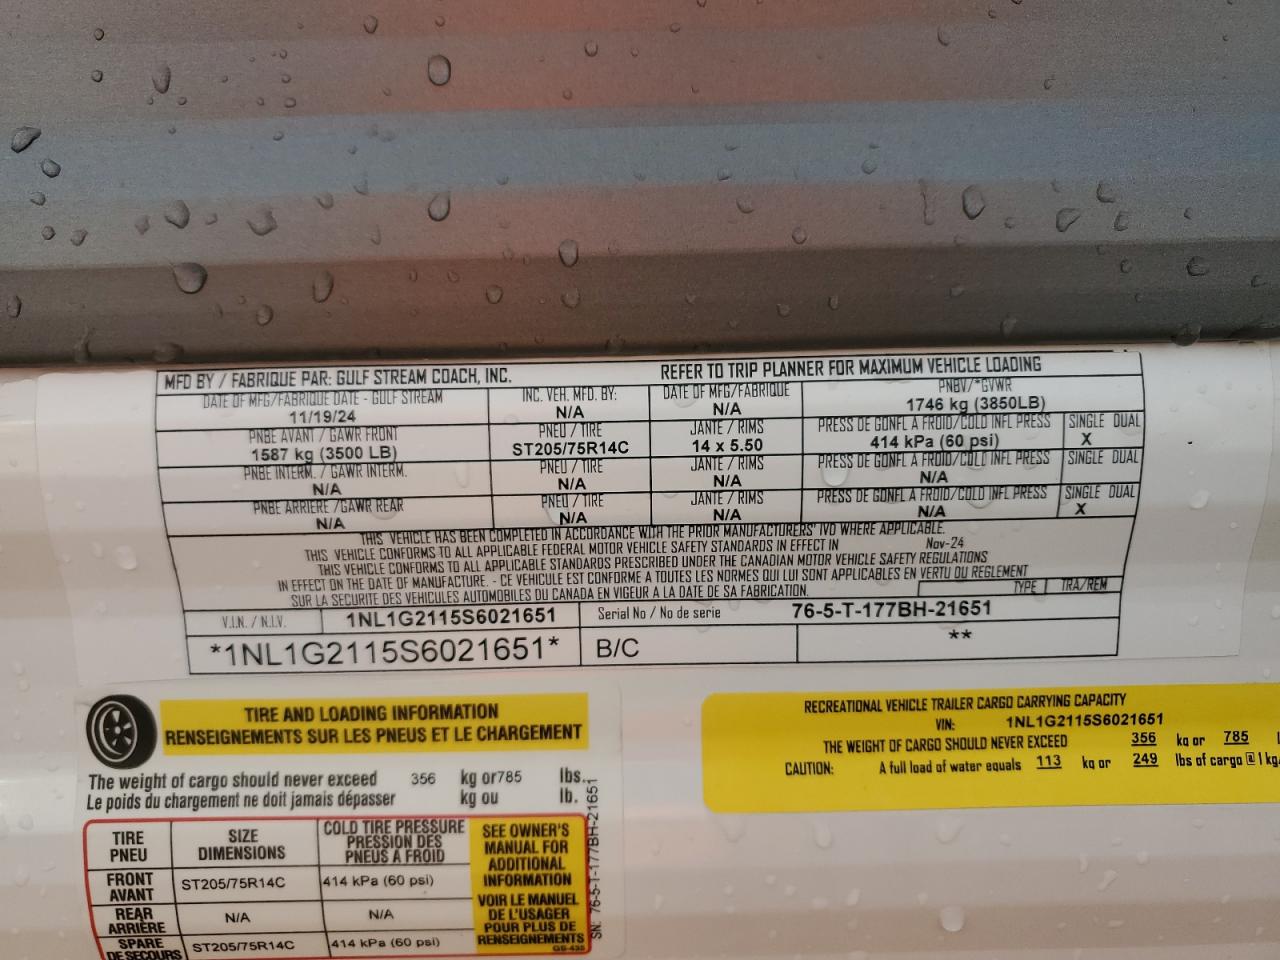 MFD BY / FABRIQUE PAR: GULF STREAM COACH, INC. REFER TO TRIP PLANNER FOR MAXIMUM VEHICLE LOADING
DATE OF MFG/FABRIQUE DATE - GULF STREAM INC. VEH. MFD. BY: DATE OF MFG/FABRIQUE PNBV/*GVWR
11/19/24 N/A N/A 1746 kg (3850LB)
PNBE AVANT / GAWR FRONT PNEU / TIRE JANTE / RIMS PRESS DE GONFL A FROID/COLD INFL PRESS SINGLE DUAL
1587 kg (3500 LB) ST205/75R14C 14 x 5.50 414 kPa (60 psi) X
PNBE INTERM. / GAWR INTERM. PNEU / TIRE JANTE / RIMS PRESS DE GONFL A FROID/COLD INFL PRESS SINGLE DUAL
N/A N/A N/A N/A
PNBE ARRIERE /GAWR REAR PNEU / TIRE JANTE / RIMS PRESS DE GONFL A FROID/COLD INFL PRESS SINGLE DUAL
N/A N/A N/A N/A X
THIS VEHICLE HAS BEEN COMPLETED IN ACCORDANCE WITH THE PRIOR MANUFACTURERS' IVD WHERE APPLICABLE.
THIS VEHICLE CONFORMS TO ALL APPLICABLE FEDERAL MOTOR VEHICLE SAFETY STANDARDS IN EFFECT IN Nov-24
THIS VEHICLE CONFORMS TO ALL APPLICABLE STANDARDS PRESCRIBED UNDER THE CANADIAN MOTOR VEHICLE SAFETY REGULATIONS
IN EFFECT ON THE DATE OF MANUFACTURE. - CE VEHICULE EST CONFORME A TOUTES LES NORMES QUI LUI SONT APPLICABLES EN VERTU DU REGLEMENT
SUR LA SECURITE DES VEHICULES AUTOMOBILES DU CANADA EN VIGEUR A LA DATE DE SA FABRICATION. TYPE TRA/REM
V.I.N. / N.I.V. 1NL1G2115S6021651 Serial No / No de serie 76-5-T-177BH-21651
*1NL1G2115S6021651* B/C **
TIRE AND LOADING INFORMATION
RENSEIGNEMENTS SUR LES PNEUS ET LE CHARGEMENT
The weight of cargo should never exceed 356 kg or785 lbs.
Le poids du chargement ne doit jamais dépasser kg ou lb.
TIRE PNEU
SIZE DIMENSIONS
COLD TIRE PRESSURE
PRESSION DES
PNEUS A FROID
FRONT AVANT
ST205/75R14C
414 kPa (60 psi)
REAR ARRIÈRE
N/A
N/A
SPARE DE SECOURS
ST205/75R14C
414 kPa (60 psi)
SEE OWNER'S
MANUAL FOR
ADDITIONAL
INFORMATION
VOIR LE MANUEL
DE L'USAGER
POUR PLUS DE
RENSEIGNEMENTS
GS-435
SN: 76-5-T-177BH-21651
RECREATIONAL VEHICLE TRAILER CARGO CARRYING CAPACITY
VIN: 1NL1G2115S6021651
THE WEIGHT OF CARGO SHOULD NEVER EXCEED 356 kg or 785
CAUTION: A full load of water equals 113 kg or 249 lbs of cargo @ 1 kg